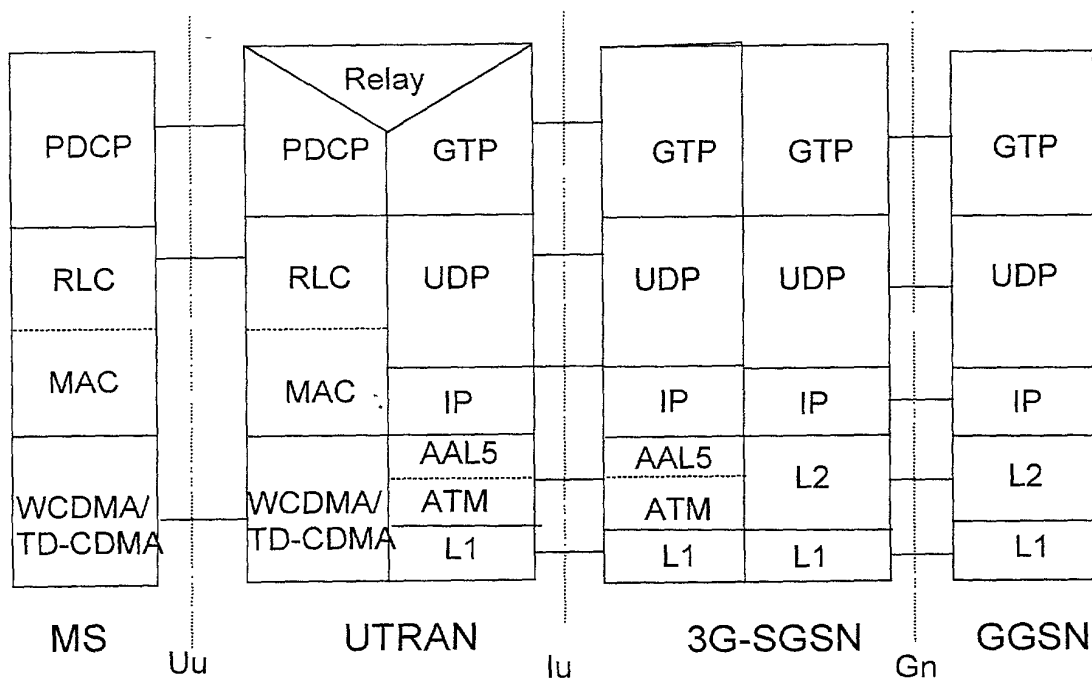 Relay
PDCP PDCP GTP GTP GTP GTP
RLC RLC UDP UDP UDP UDP
MAC MAC IP IP IP IP
AAL5 AAL5
L2 L2
WCDMA/
TD-CDMA
WCDMA/
TD-CDMA
ATM ATM
L1 L1 L1 L1
MS UTRAN 3G-SGSN GGSN
Uu Iu Gn